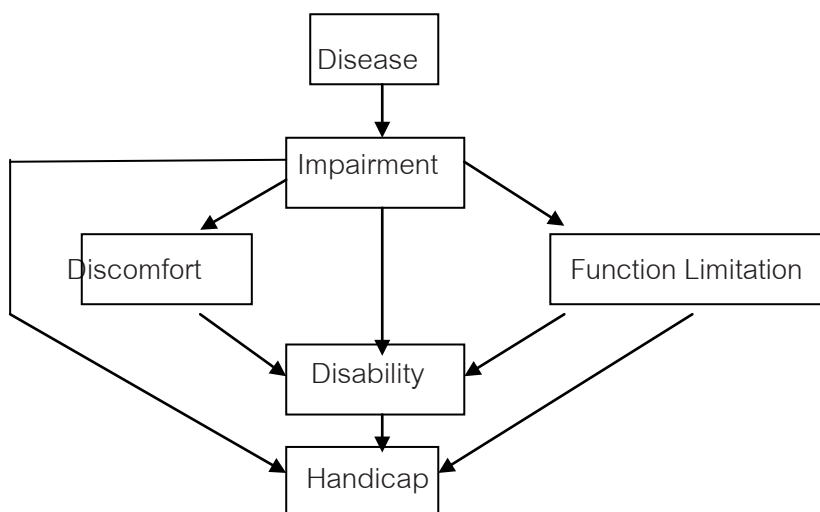 Disease
Impairment
Discomfort
Function Limitation
Disability
Handicap